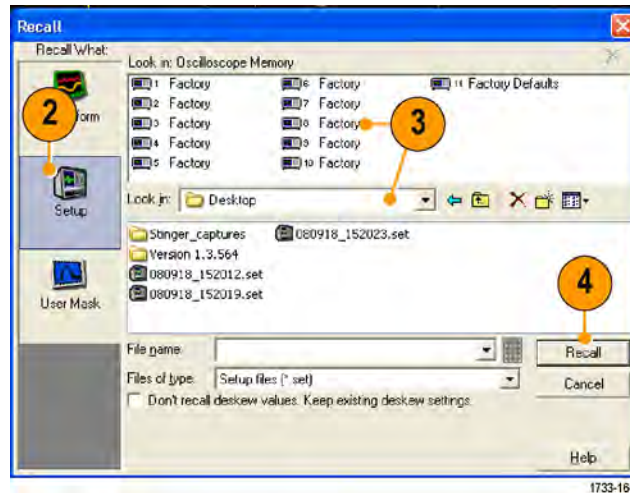 Recall
Recall What:
Look in: Oscilloscope Memory
1 Factory
2 Factory
3 Factory
4 Factory
5 Factory
6 Factory
7 Factory
8 Factory
9 Factory
10 Factory
11 Factory Defaults
2
form
3
Setup
Look in: Desktop
Stinger_captures
Version 1.3.564
080918_152012.set
080918_152019.set
080918_152023.set
User Mask
4
File name:
Recall
Files of type: Setup files (*.set)
Cancel
Don't recall deskew values. Keep existing deskew settings.
Help
1733-16